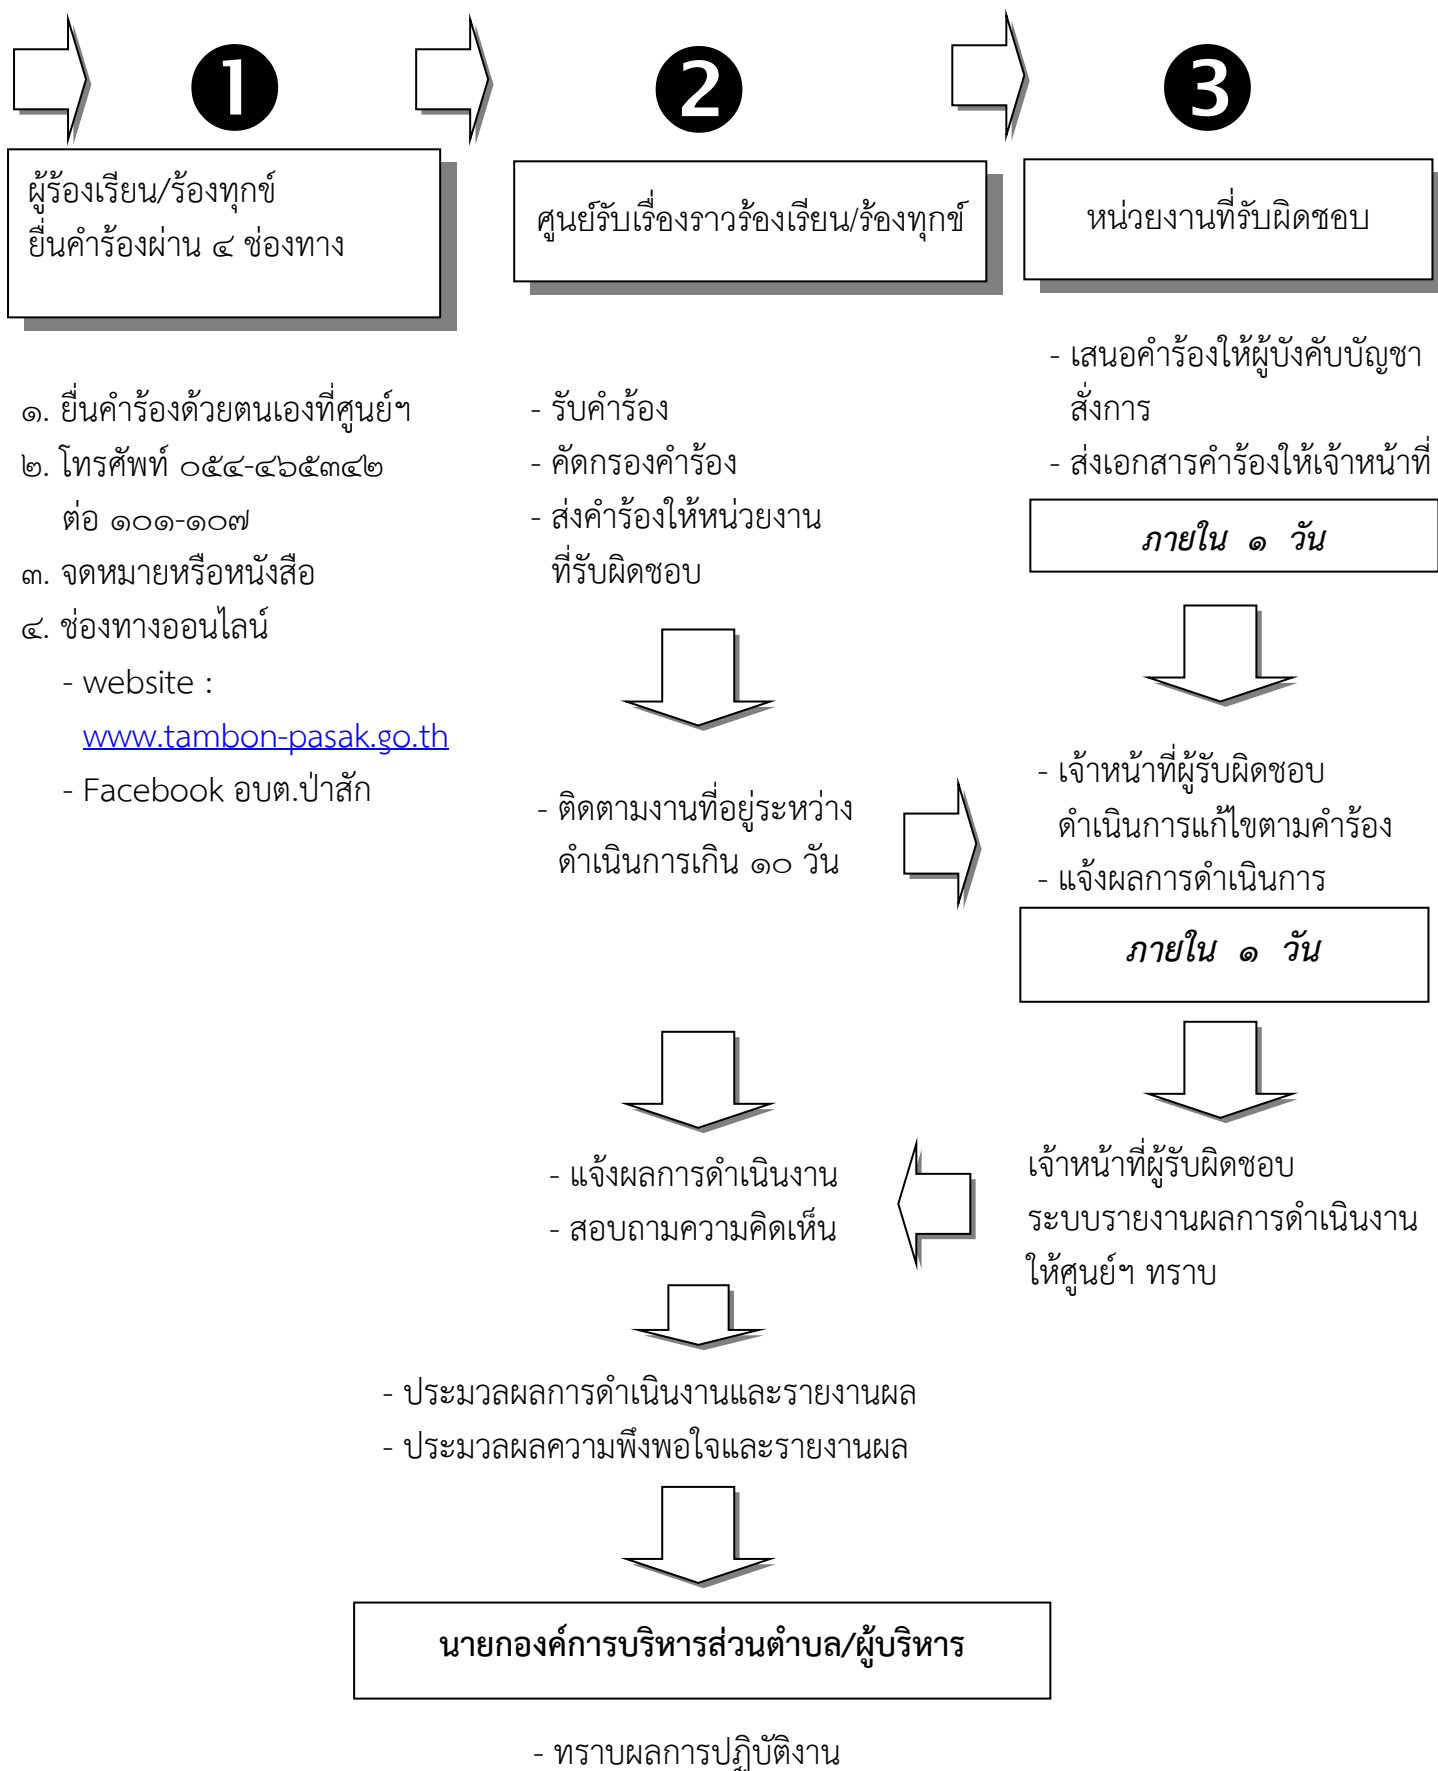 1
2
3
ผู้ร้องเรียน/ร้องทุกข์
ยื่นคำร้องผ่าน ๔ ช่องทาง
ศูนย์รับเรื่องราวร้องเรียน/ร้องทุกข์
หน่วยงานที่รับผิดชอบ
๑. ยื่นคำร้องด้วยตนเองที่ศูนย์ฯ
๒. โทรศัพท์ ๐๕๔-๔๖๕๓๔๒
ต่อ ๑๐๑-๑๐๗
๓. จดหมายหรือหนังสือ
๔. ช่องทางออนไลน์
- website :
www.tambon-pasak.go.th
- Facebook อบต.ป่าสัก
- รับคำร้อง
- คัดกรองคำร้อง
- ส่งคำร้องให้หน่วยงาน
ที่รับผิดชอบ
- เสนอคำร้องให้ผู้บังคับบัญชา
สั่งการ
- ส่งเอกสารคำร้องให้เจ้าหน้าที่
ภายใน ๑ วัน
- ติดตามงานที่อยู่ระหว่าง
ดำเนินการเกิน ๑๐ วัน
- เจ้าหน้าที่ผู้รับผิดชอบ
ดำเนินการแก้ไขตามคำร้อง
- แจ้งผลการดำเนินการ
ภายใน ๑ วัน
- แจ้งผลการดำเนินงาน
- สอบถามความคิดเห็น
เจ้าหน้าที่ผู้รับผิดชอบ
ระบบรายงานผลการดำเนินงาน
ให้ศูนย์ฯ ทราบ
- ประมวลผลการดำเนินงานและรายงานผล
- ประมวลผลความพึงพอใจและรายงานผล
นายกองค์การบริหารส่วนตำบล/ผู้บริหาร
- ทราบผลการปฏิบัติงาน